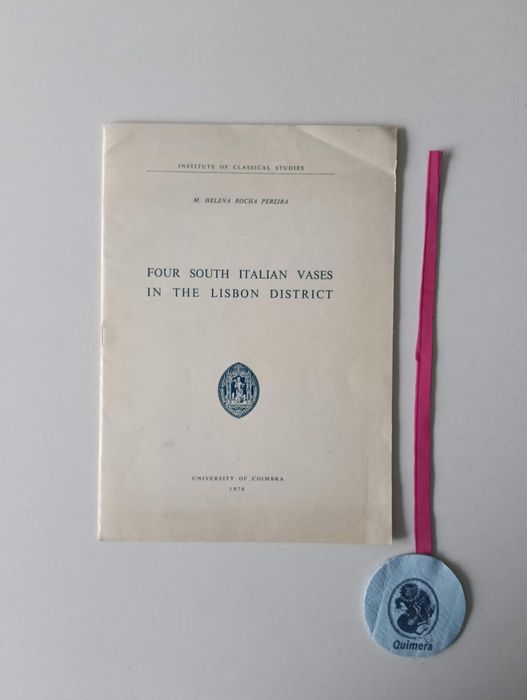 INSTITUTE OF CLASSICAL STUDIES
M. HELENA ROCHA PEREIRA
FOUR SOUTH ITALIAN VASES
IN THE LISBON DISTRICT
UNIVERSITY OF COIMBRA
1976
Quimera